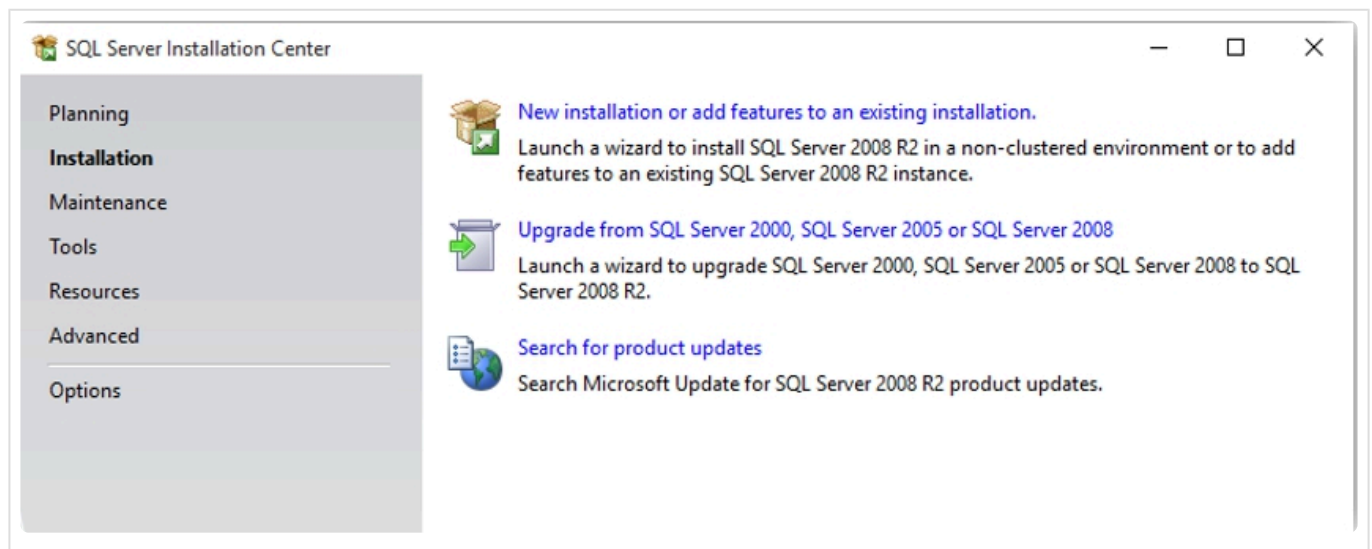 SQL Server Installation Center
Planning
Installation
Maintenance
Tools
Resources
Advanced
Options
New installation or add features to an existing installation.
Launch a wizard to install SQL Server 2008 R2 in a non-clustered environment or to add
features to an existing SQL Server 2008 R2 instance.
Upgrade from SQL Server 2000, SQL Server 2005 or SQL Server 2008
Launch a wizard to upgrade SQL Server 2000, SQL Server 2005 or SQL Server 2008 to SQL
Server 2008 R2.
Search for product updates
Search Microsoft Update for SQL Server 2008 R2 product updates.